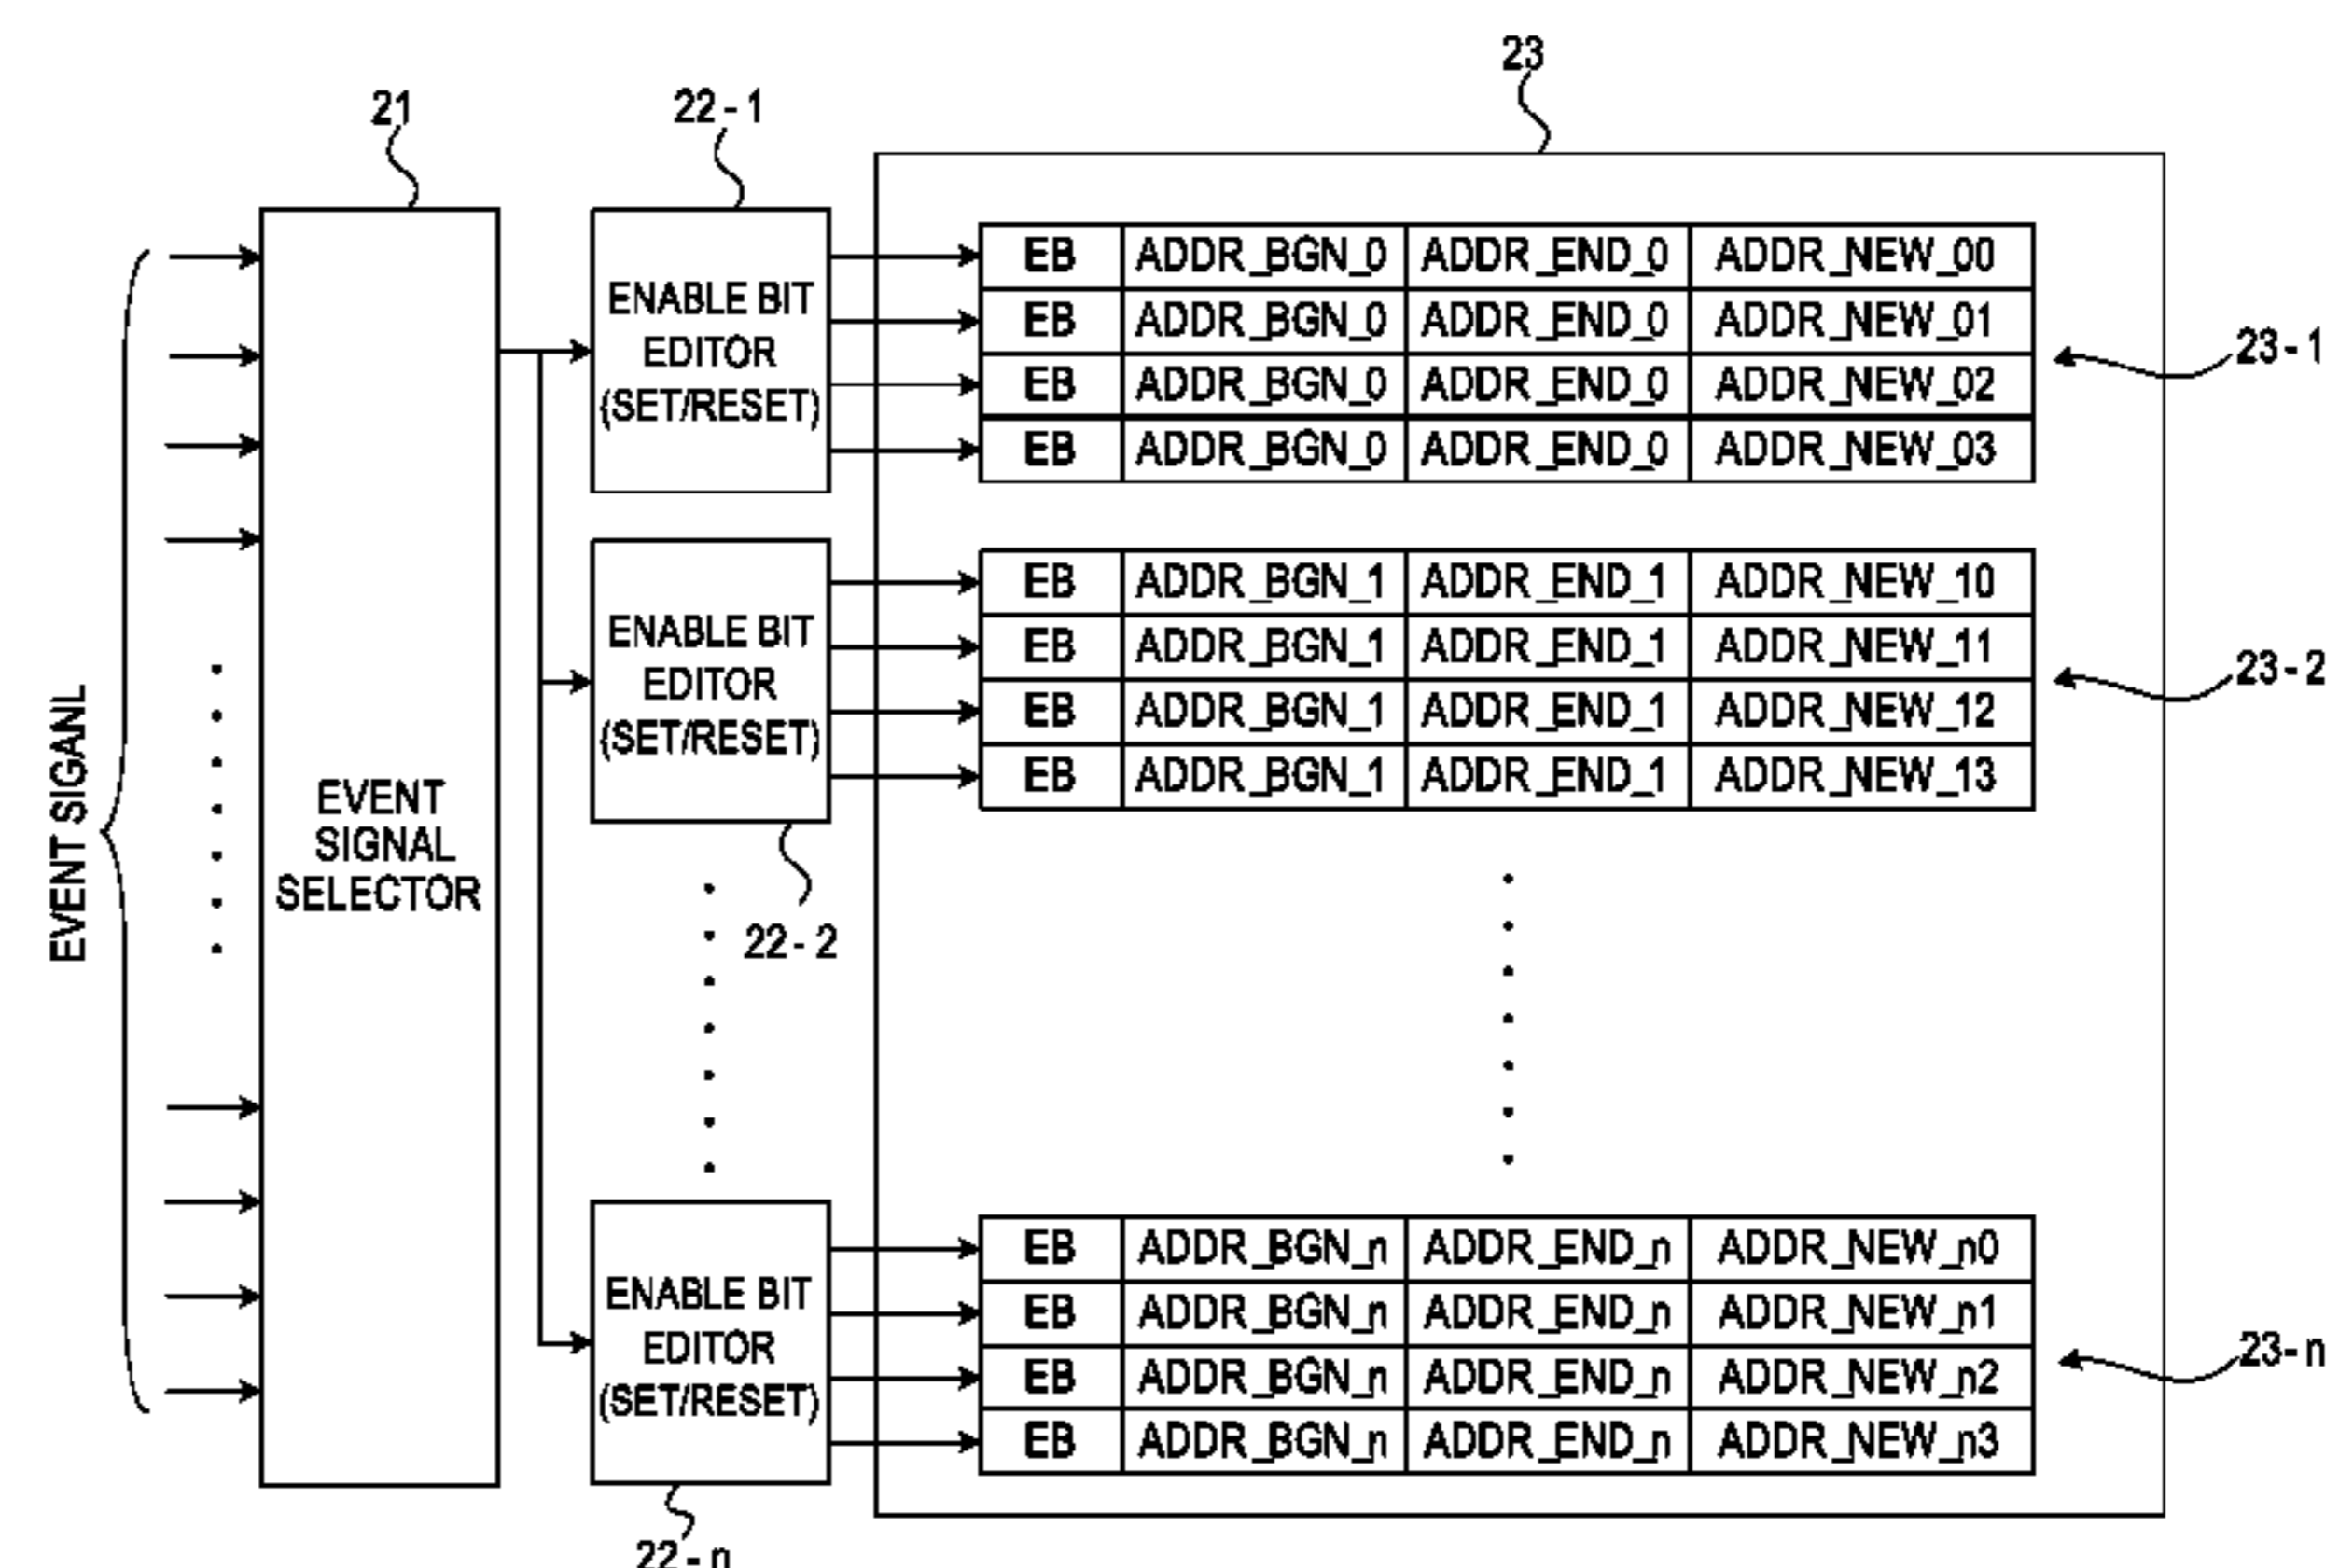 23
21
22-1
EVENT SIGANL
EVENT
SIGNAL
SELECTOR
ENABLE BIT
EDITOR
(SET/RESET)
EB ADDR_BGN_0 ADDR_END_0 ADDR_NEW_00
EB ADDR_BGN_0 ADDR_END_0 ADDR_NEW_01
EB ADDR_BGN_0 ADDR_END_0 ADDR_NEW_02
EB ADDR_BGN_0 ADDR_END_0 ADDR_NEW_03
23-1
ENABLE BIT
EDITOR
(SET/RESET)
22-2
EB ADDR_BGN_1 ADDR_END_1 ADDR_NEW_10
EB ADDR_BGN_1 ADDR_END_1 ADDR_NEW_11
EB ADDR_BGN_1 ADDR_END_1 ADDR_NEW_12
EB ADDR_BGN_1 ADDR_END_1 ADDR_NEW_13
23-2
ENABLE BIT
EDITOR
(SET/RESET)
22-n
EB ADDR_BGN_n ADDR_END_n ADDR_NEW_n0
EB ADDR_BGN_n ADDR_END_n ADDR_NEW_n1
EB ADDR_BGN_n ADDR_END_n ADDR_NEW_n2
EB ADDR_BGN_n ADDR_END_n ADDR_NEW_n3
23-n